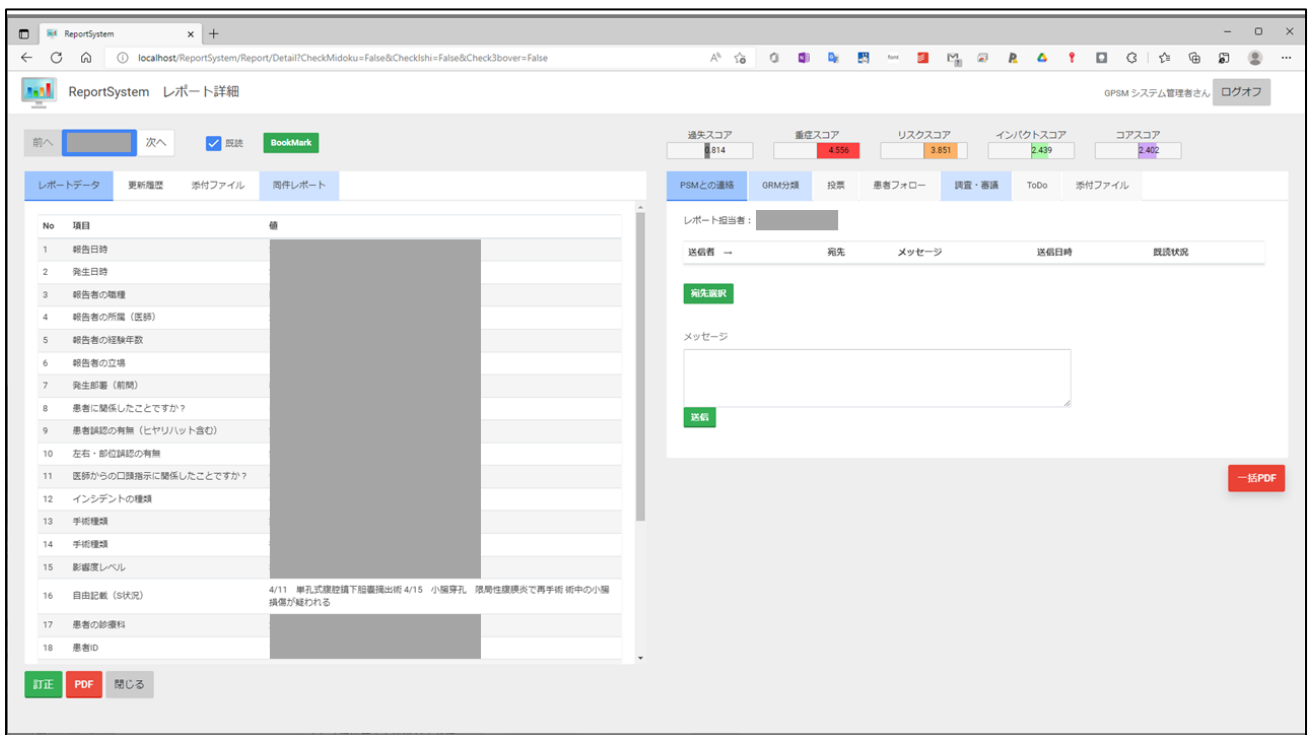 ReportSystem
localhost/ReportSystem/Report/Detail?CheckMidoku=False&CheckIshi=False&Check3bover=False
ReportSystem レポート詳細
GPSM システム管理者さん ログオフ
前へ 次へ 既読 BookMark
過失スコア 重症スコア リスクスコア インパクトスコア コアスコア
0.814 4.556 3.851 2.439 2.402
レポートデータ 更新履歴 添付ファイル 同件レポート
PSMとの連絡 GRM分類 投票 患者フォロー 調査・審議 ToDo 添付ファイル
No 項目 値
1 報告日時
2 発生日時
3 報告者の職種
4 報告者の所属（医師）
5 報告者の経験年数
6 報告者の立場
7 発生部署（前問）
8 患者に関係したことですか？
9 患者誤認の有無（ヒヤリハット含む）
10 左右・部位誤認の有無
11 医師からの口頭指示に関係したことですか？
12 インシデントの種類
13 手術種類
14 手術種類
15 影響度レベル
16 自由記載（S状況） 4/11 単孔式腹腔鏡下胆嚢摘出術 4/15 小腸穿孔 限局性腹膜炎で再手術 術中の小腸
損傷が疑われる
17 患者の診療科
18 患者ID
訂正 PDF 閉じる
レポート担当者：
送信者 → 宛先 メッセージ 送信日時 既読状況
宛先選択
メッセージ
送信
一括PDF